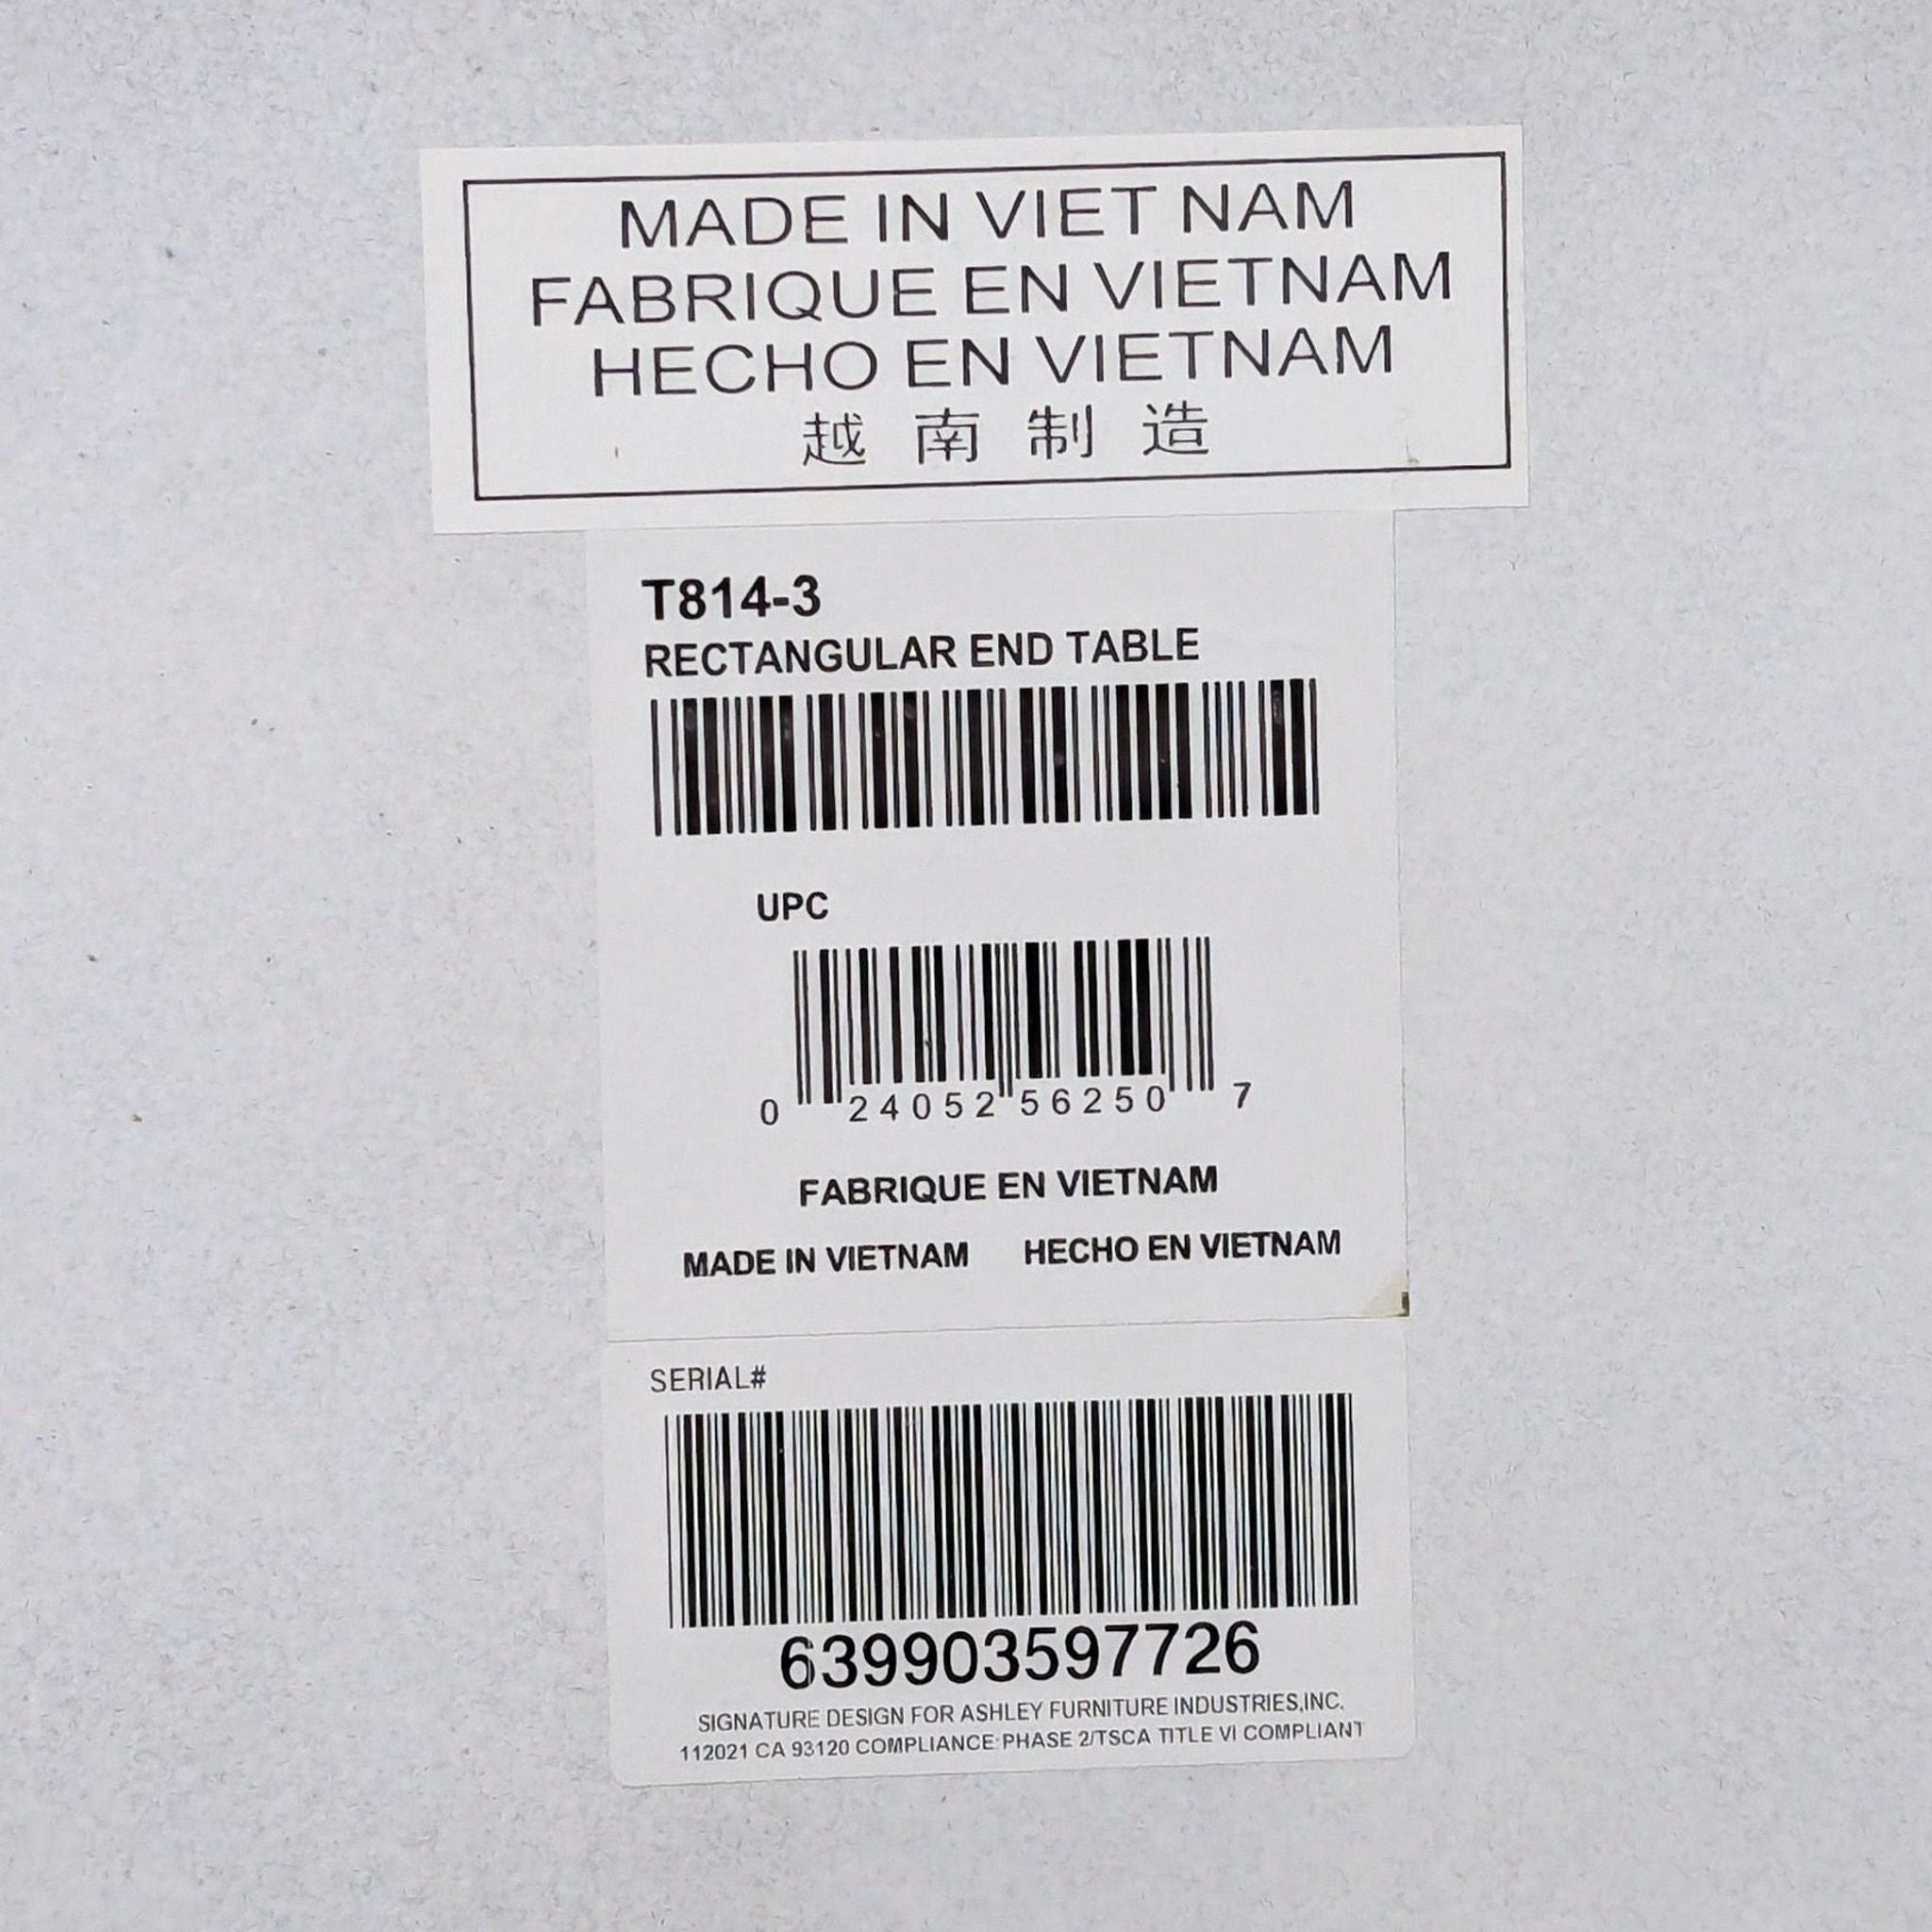 MADE IN VIET NAM
FABRIQUE EN VIETNAM
HECHO EN VIETNAM
越南制造
T814-3
RECTANGULAR END TABLE
UPC
0 24052 56250 7
FABRIQUE EN VIETNAM
MADE IN VIETNAM HECHO EN VIETNAM
SERIAL#
639903597726
SIGNATURE DESIGN FOR ASHLEY FURNITURE INDUSTRIES,INC.
112021 CA 93120 COMPLIANCE PHASE 2/TSCA TITLE VI COMPLIANT